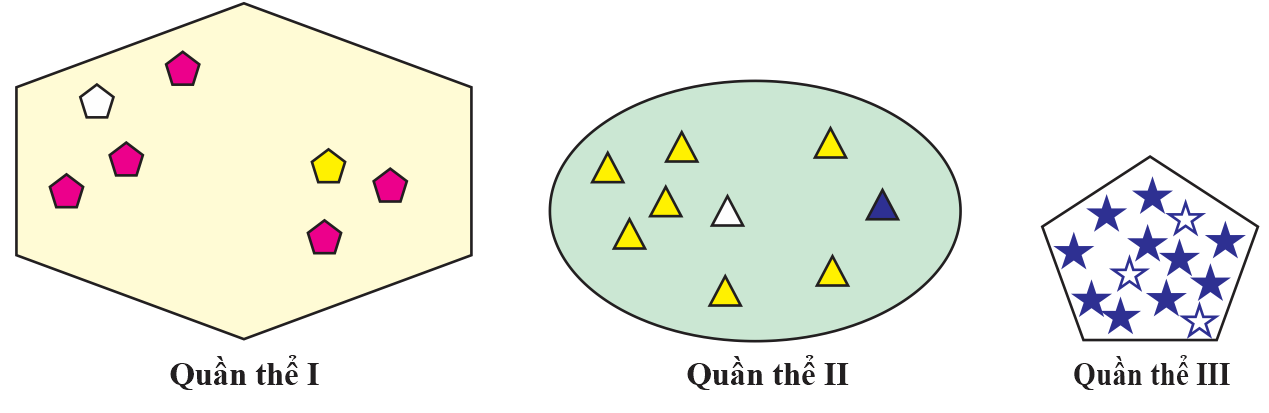 Quần thể I
Quần thể II
Quần thể III